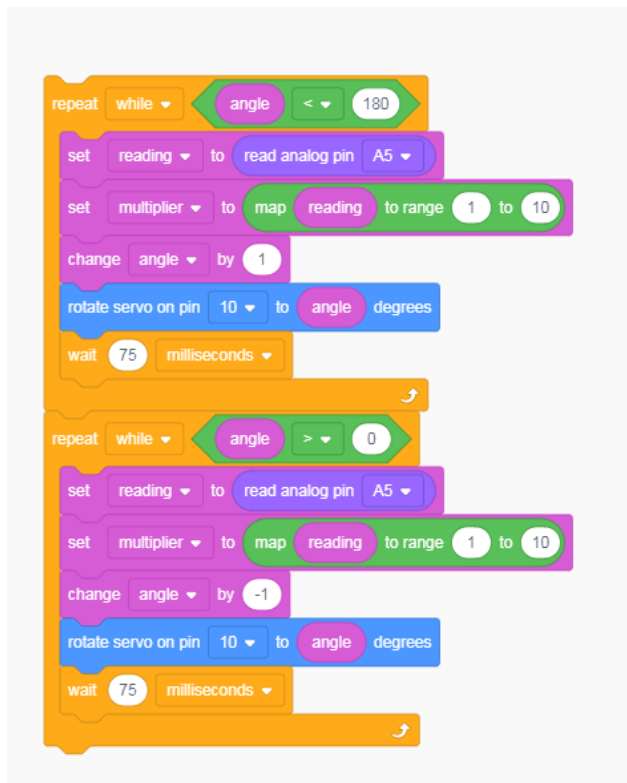 repeat while angle < 180
set reading to read analog pin A5
set multiplier to map reading to range 1 to 10
change angle by 1
rotate servo on pin 10 to angle degrees
wait 75 milliseconds
repeat while angle > 0
set reading to read analog pin A5
set multiplier to map reading to range 1 to 10
change angle by -1
rotate servo on pin 10 to angle degrees
wait 75 milliseconds